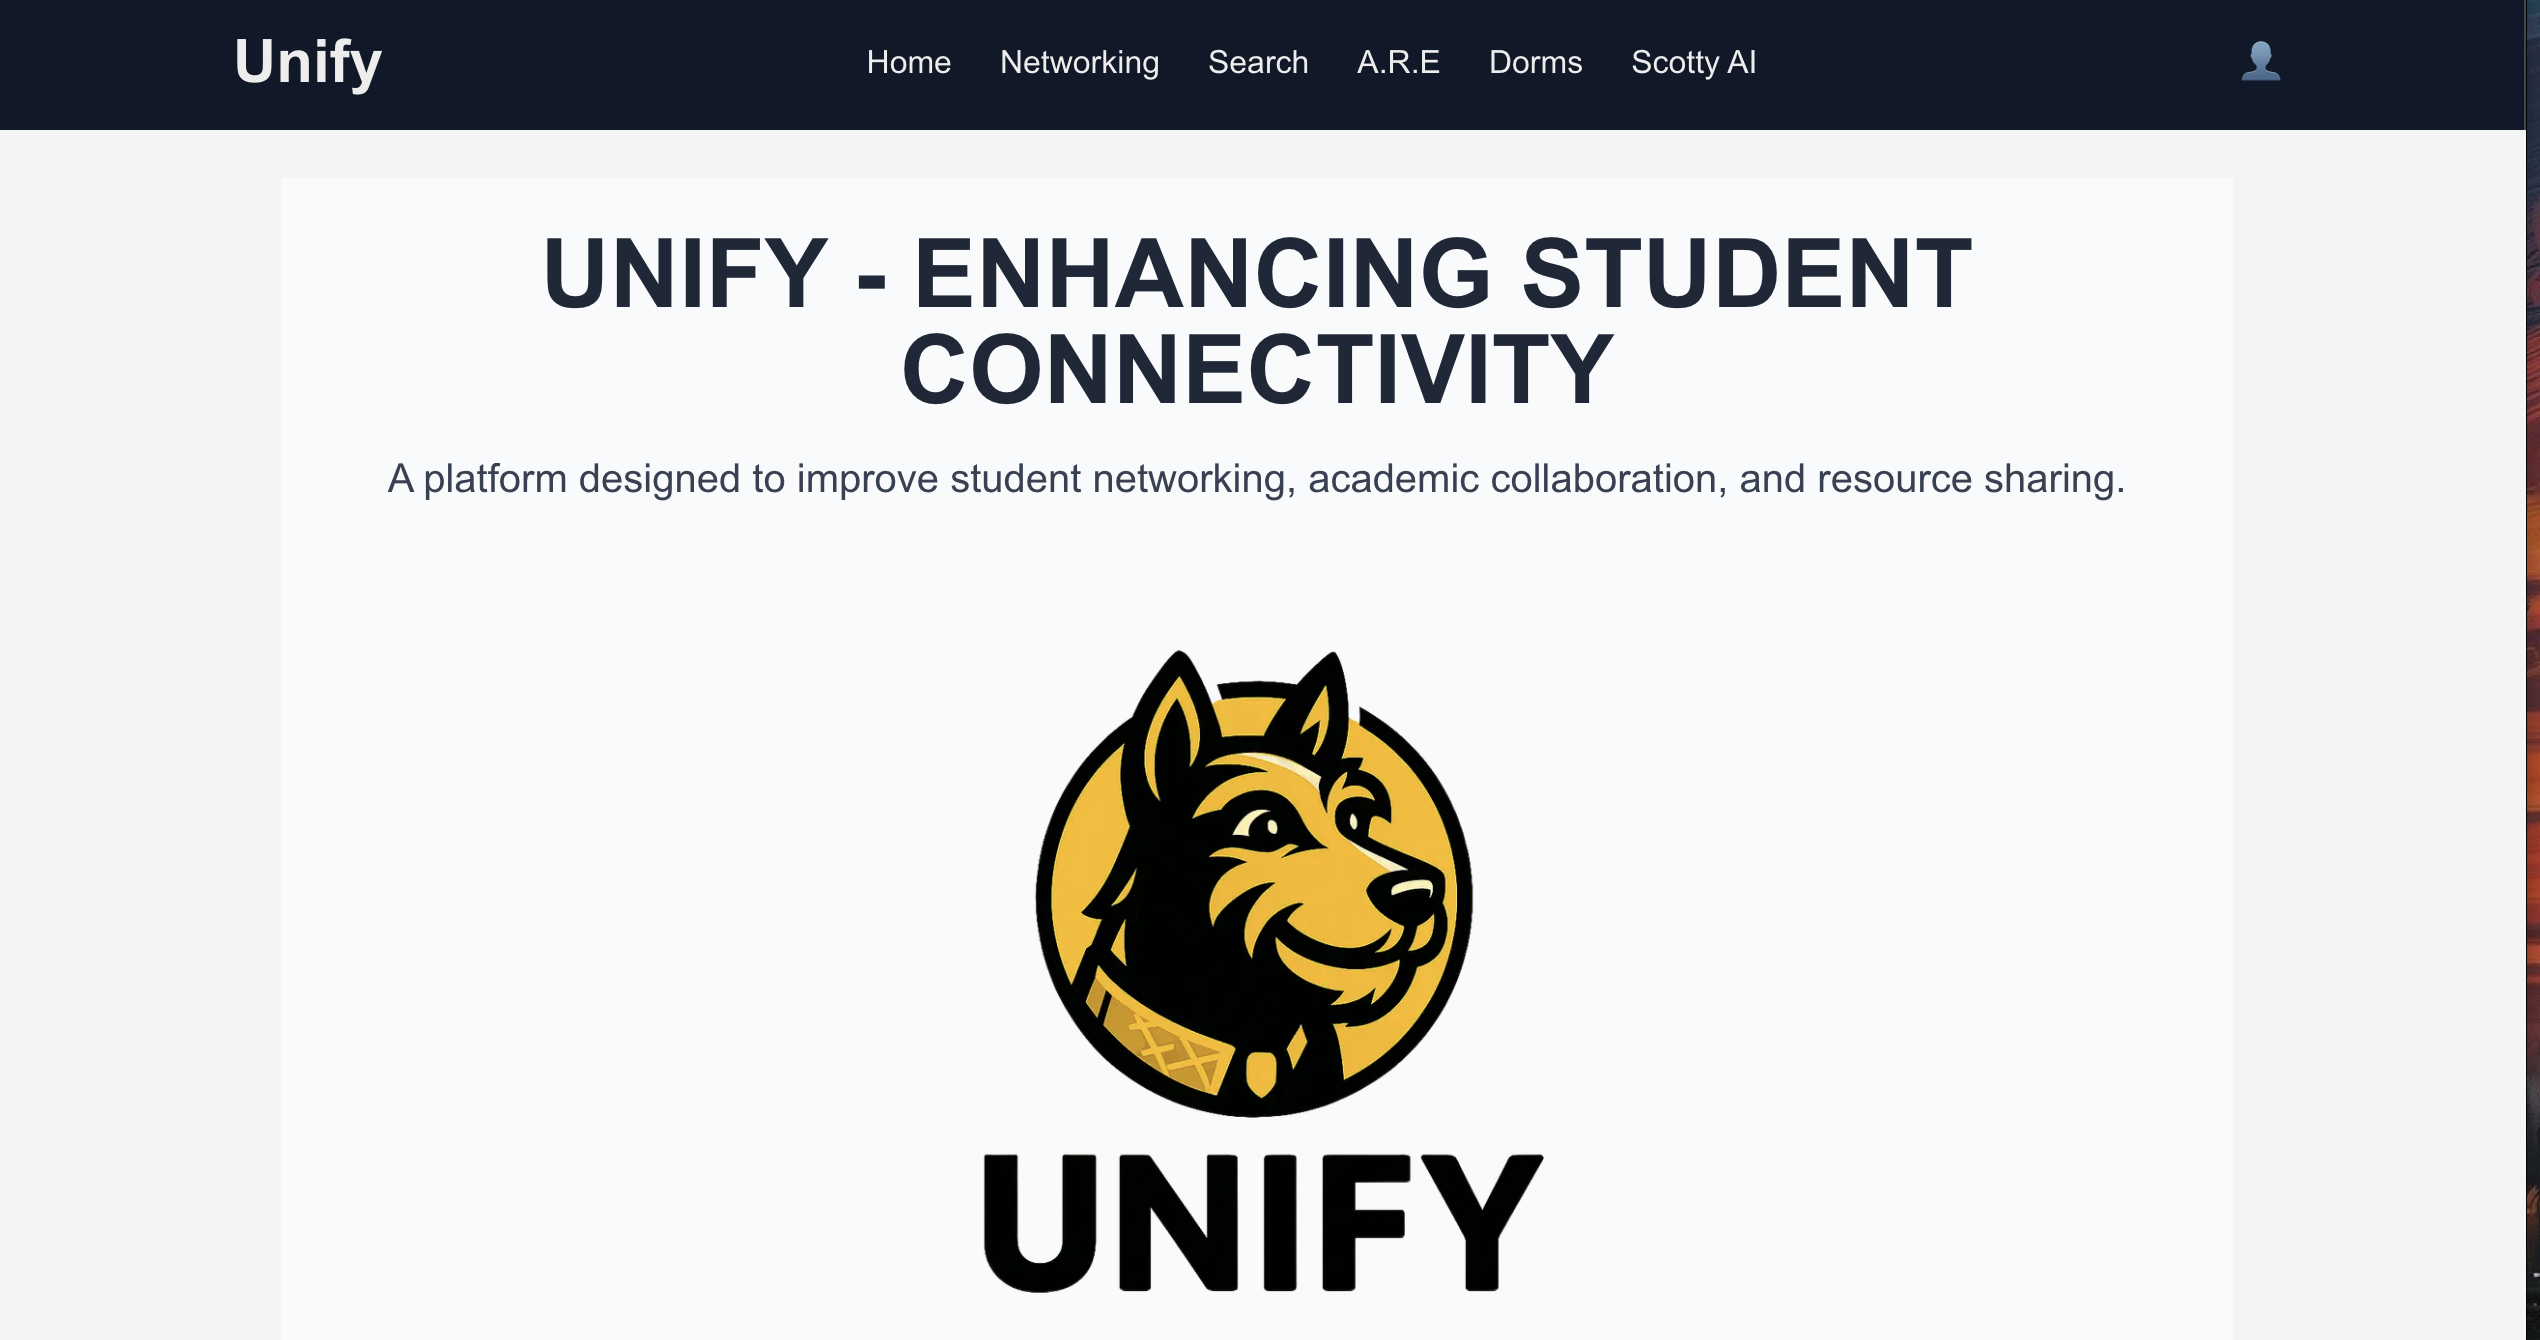 Unify
Home Networking Search A.R.E Dorms Scotty AI
UNIFY - ENHANCING STUDENT
CONNECTIVITY
A platform designed to improve student networking, academic collaboration, and resource sharing.
UNIFY